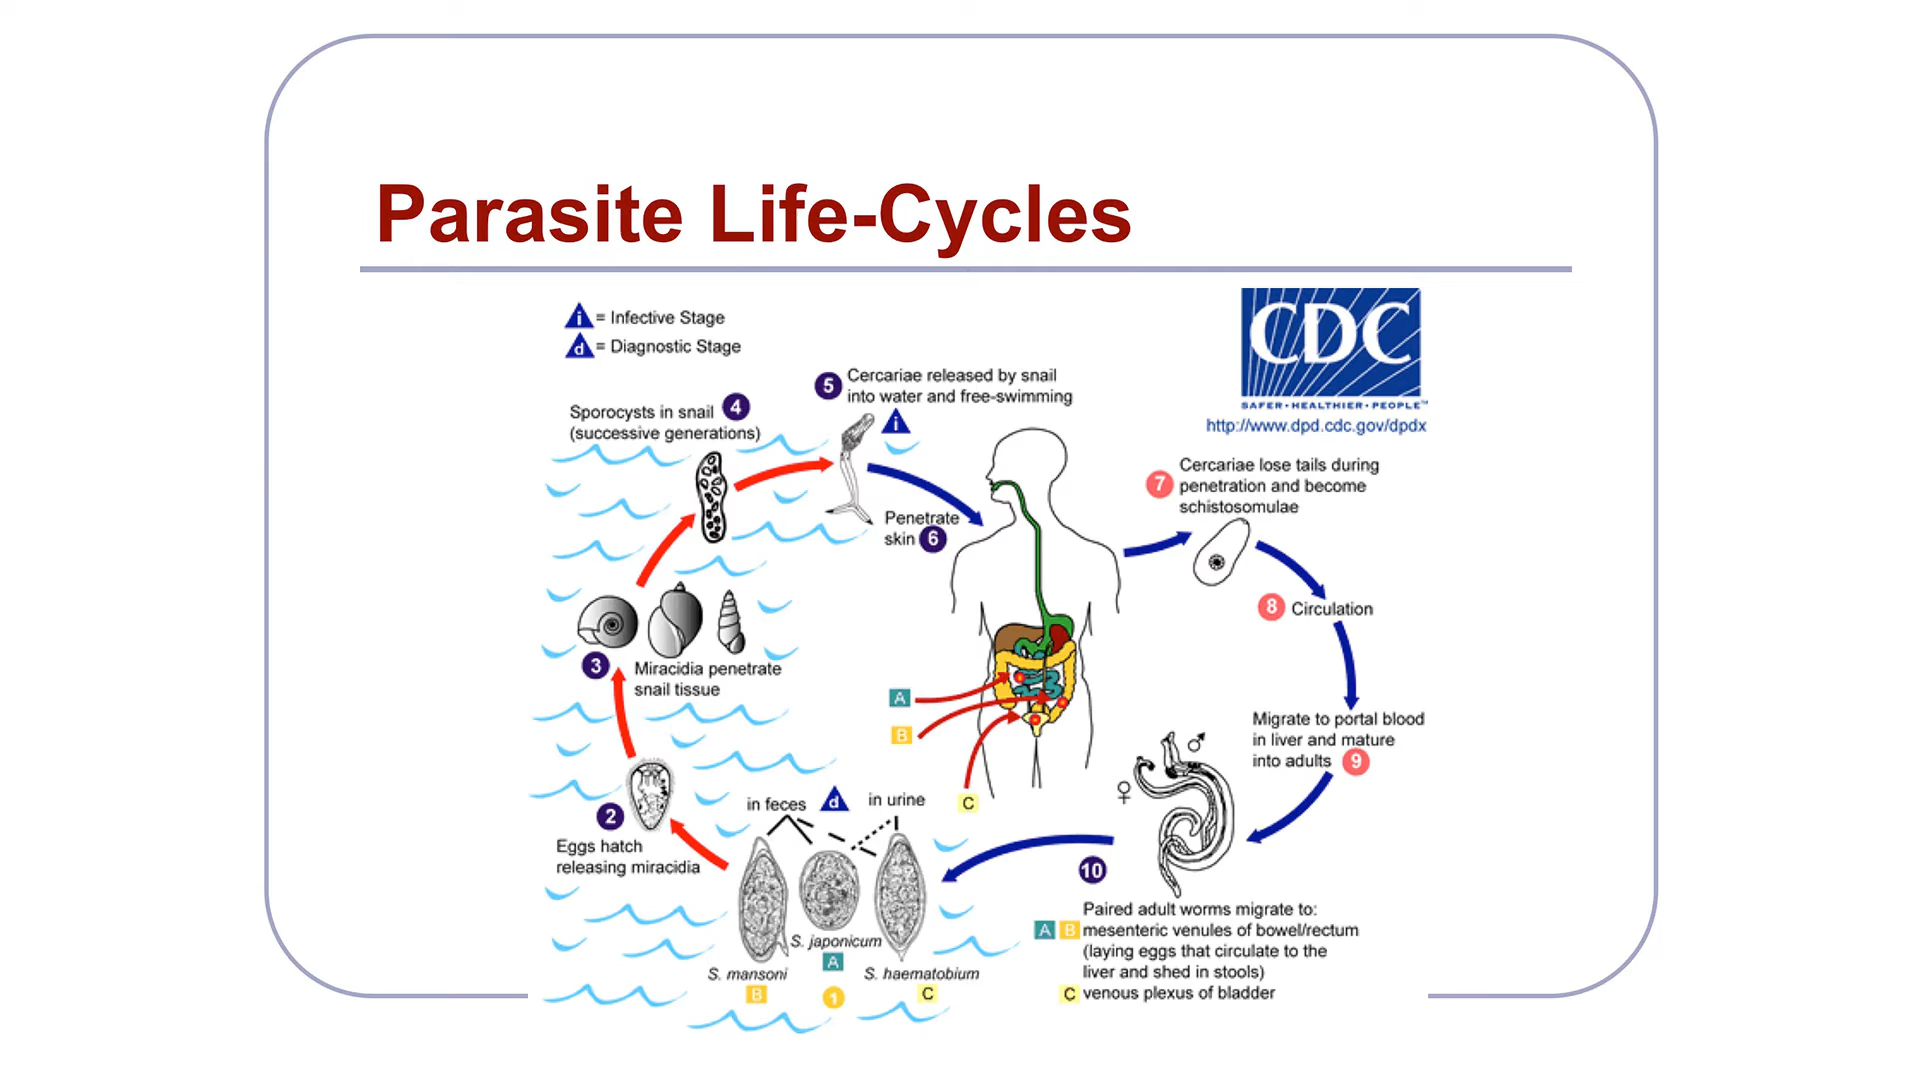 Parasite Life-Cycles
i = Infective Stage
d = Diagnostic Stage
CDC
SAFER·HEALTHIER·PEOPLE™
http://www.dpd.cdc.gov/dpdx
Sporocysts in snail 4
(successive generations)
5 Cercariae released by snail
into water and free-swimming
i
Penetrate
skin 6
7 Cercariae lose tails during
penetration and become
schistosomulae
8 Circulation
3 Miracidia penetrate
snail tissue
A
B
C
Migrate to portal blood
in liver and mature
into adults 9
♂
♀
2
Eggs hatch
releasing miracidia
in feces d in urine
10
S. japonicum
A
S. mansoni
B
1
S. haematobium
C
Paired adult worms migrate to:
A B mesenteric venules of bowel/rectum
(laying eggs that circulate to the
liver and shed in stools)
C venous plexus of bladder